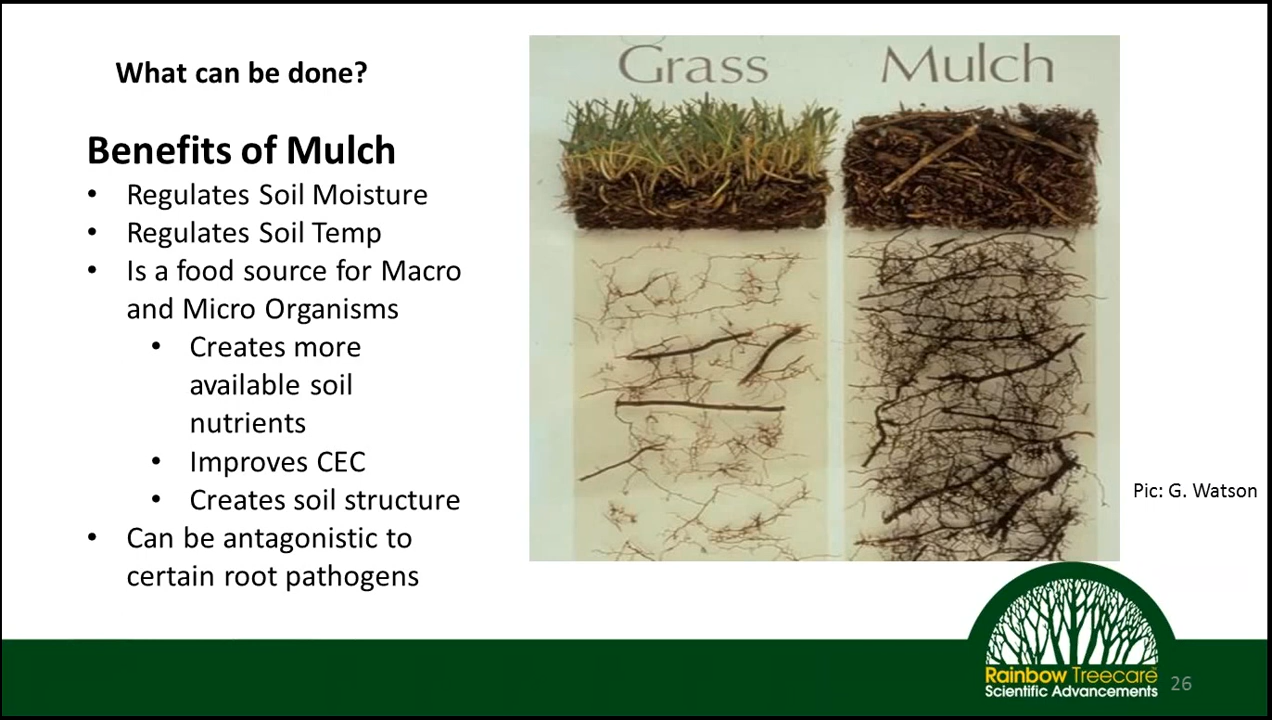 What can be done?
Benefits of Mulch
• Regulates Soil Moisture
• Regulates Soil Temp
• Is a food source for Macro
and Micro Organisms
• Creates more
available soil
nutrients
• Improves CEC
• Creates soil structure
• Can be antagonistic to
certain root pathogens
Grass
Mulch
Pic: G. Watson
Rainbow Treecare
Scientific Advancements
26